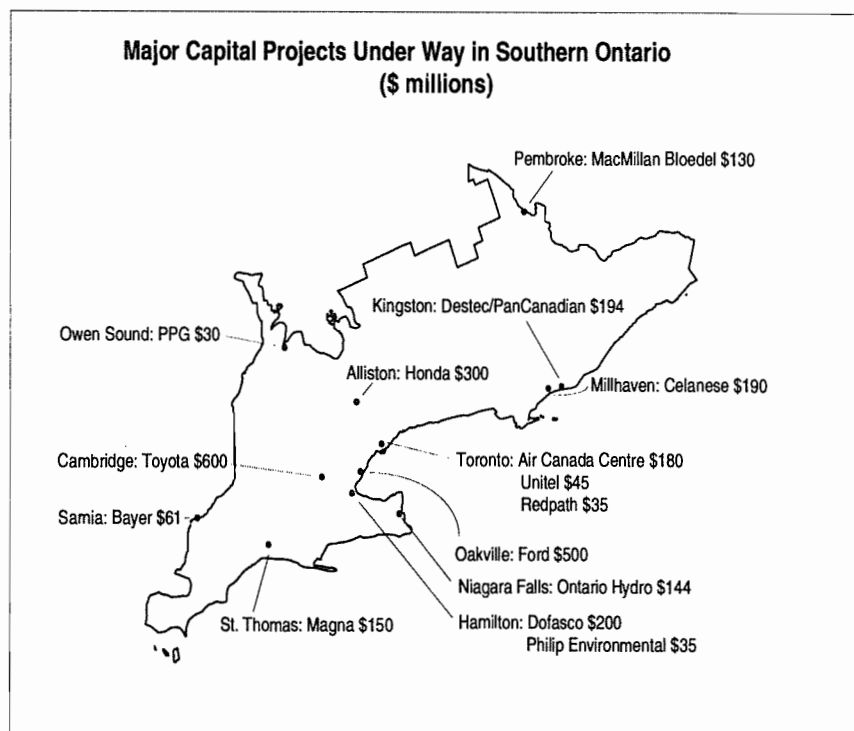 Major Capital Projects Under Way in Southern Ontario
($ millions)
Pembroke: MacMillan Bloedel $130
Kingston: Destec/PanCanadian $194
Owen Sound: PPG $30
Alliston: Honda $300
Millhaven: Celanese $190
Cambridge: Toyota $600
Toronto: Air Canada Centre $180
Unitel $45
Redpath $35
Sarnia: Bayer $61
Oakville: Ford $500
Niagara Falls: Ontario Hydro $144
St. Thomas: Magna $150
Hamilton: Dofasco $200
Philip Environmental $35